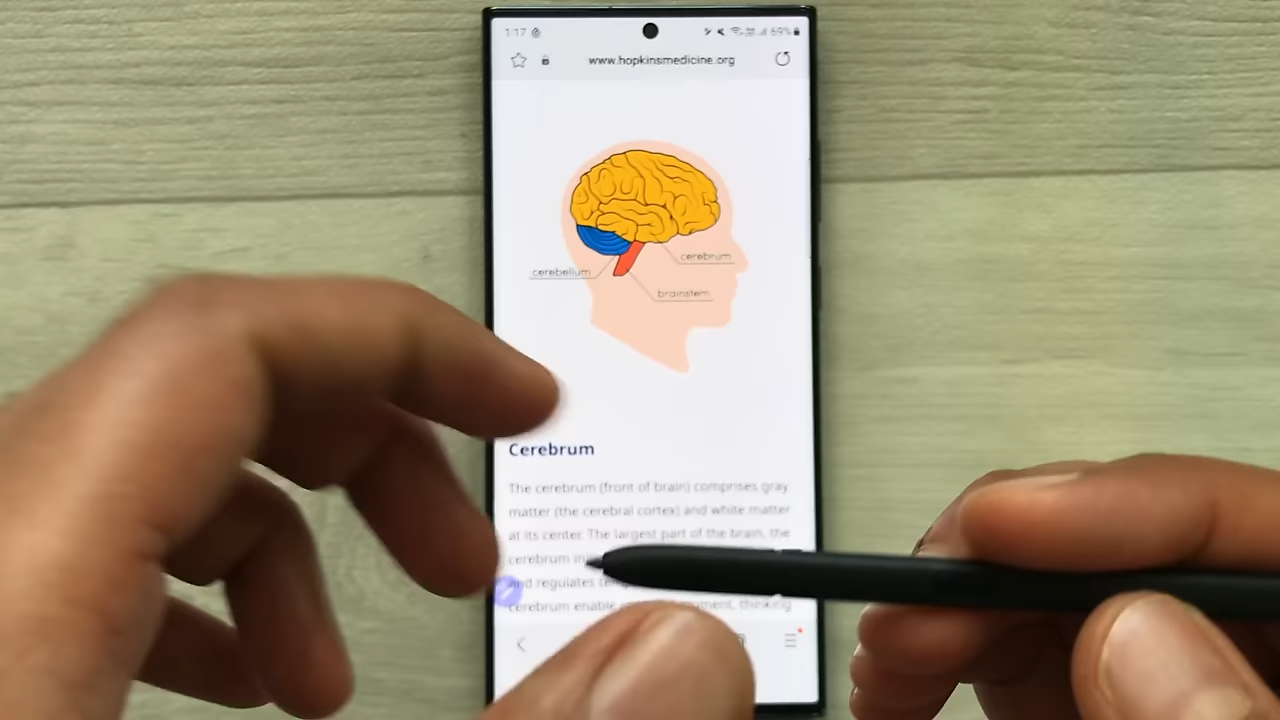 1:17 69%
www.hopkinsmedicine.org
cerebrum
cerebellum
brainstem
Cerebrum
The cerebrum (front of brain) comprises gray
matter (the cerebral cortex) and white matter
at its center. The largest part of the brain, the
cerebrum
and regulates
cerebrum enable thinking